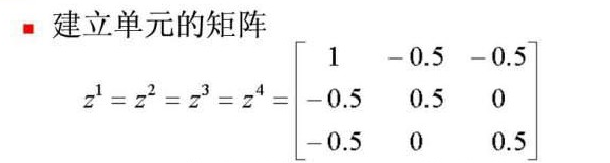 ▪ 建立单元的矩阵
1 -0.5 -0.5
z¹ = z² = z³ = z⁴ = -0.5 0.5 0
-0.5 0 0.5